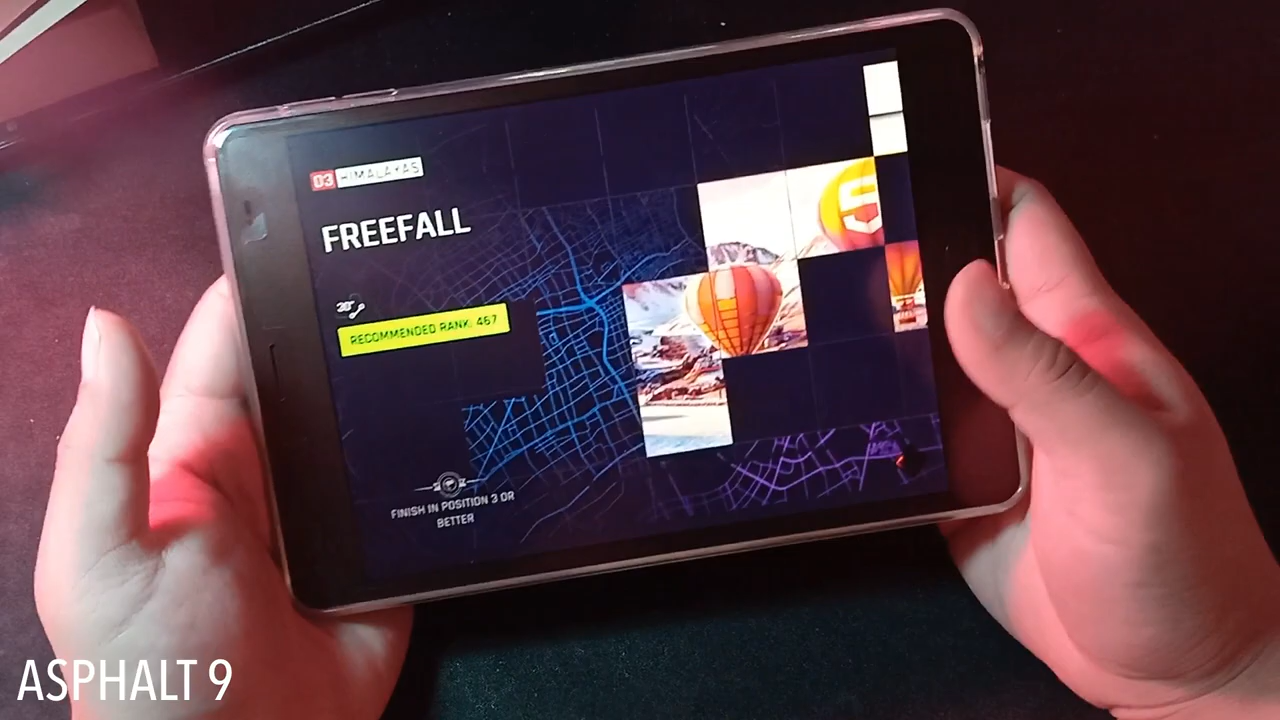 03 HIMALAYAS
FREEFALL
RECOMMENDED RANK: 467
FINISH IN POSITION 3 OR
BETTER
ASPHALT 9